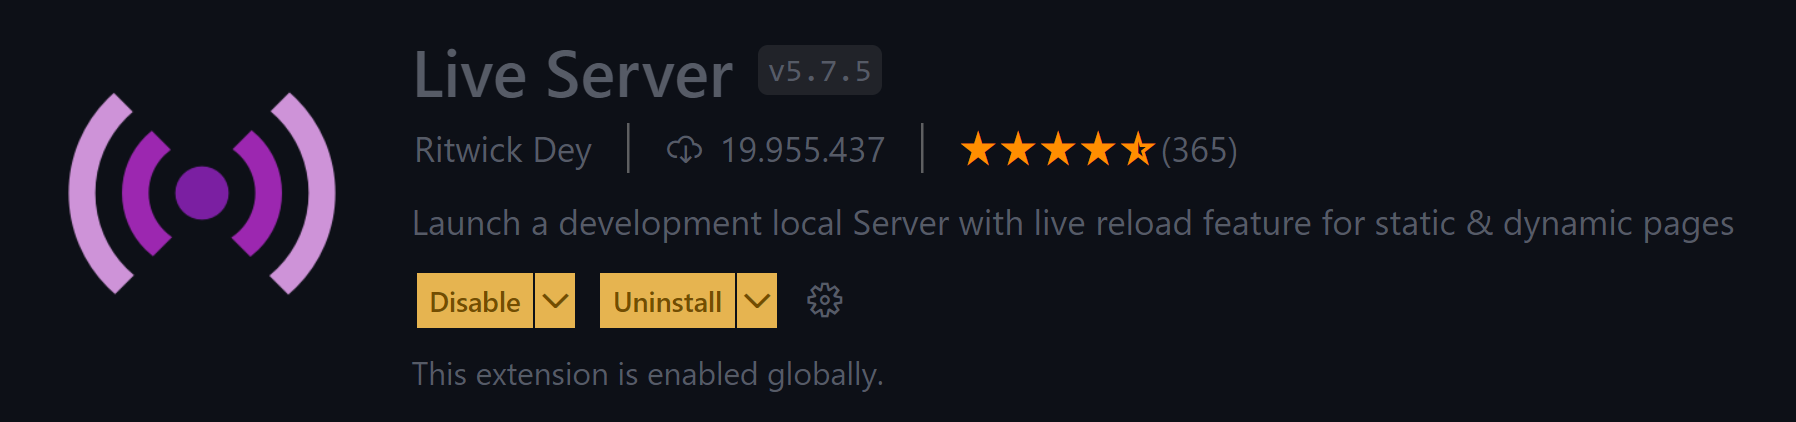 Live Server v5.7.5
Ritwick Dey | 19.955.437 | ★★★★⯪(365)
Launch a development local Server with live reload feature for static & dynamic pages
Disable Uninstall
This extension is enabled globally.